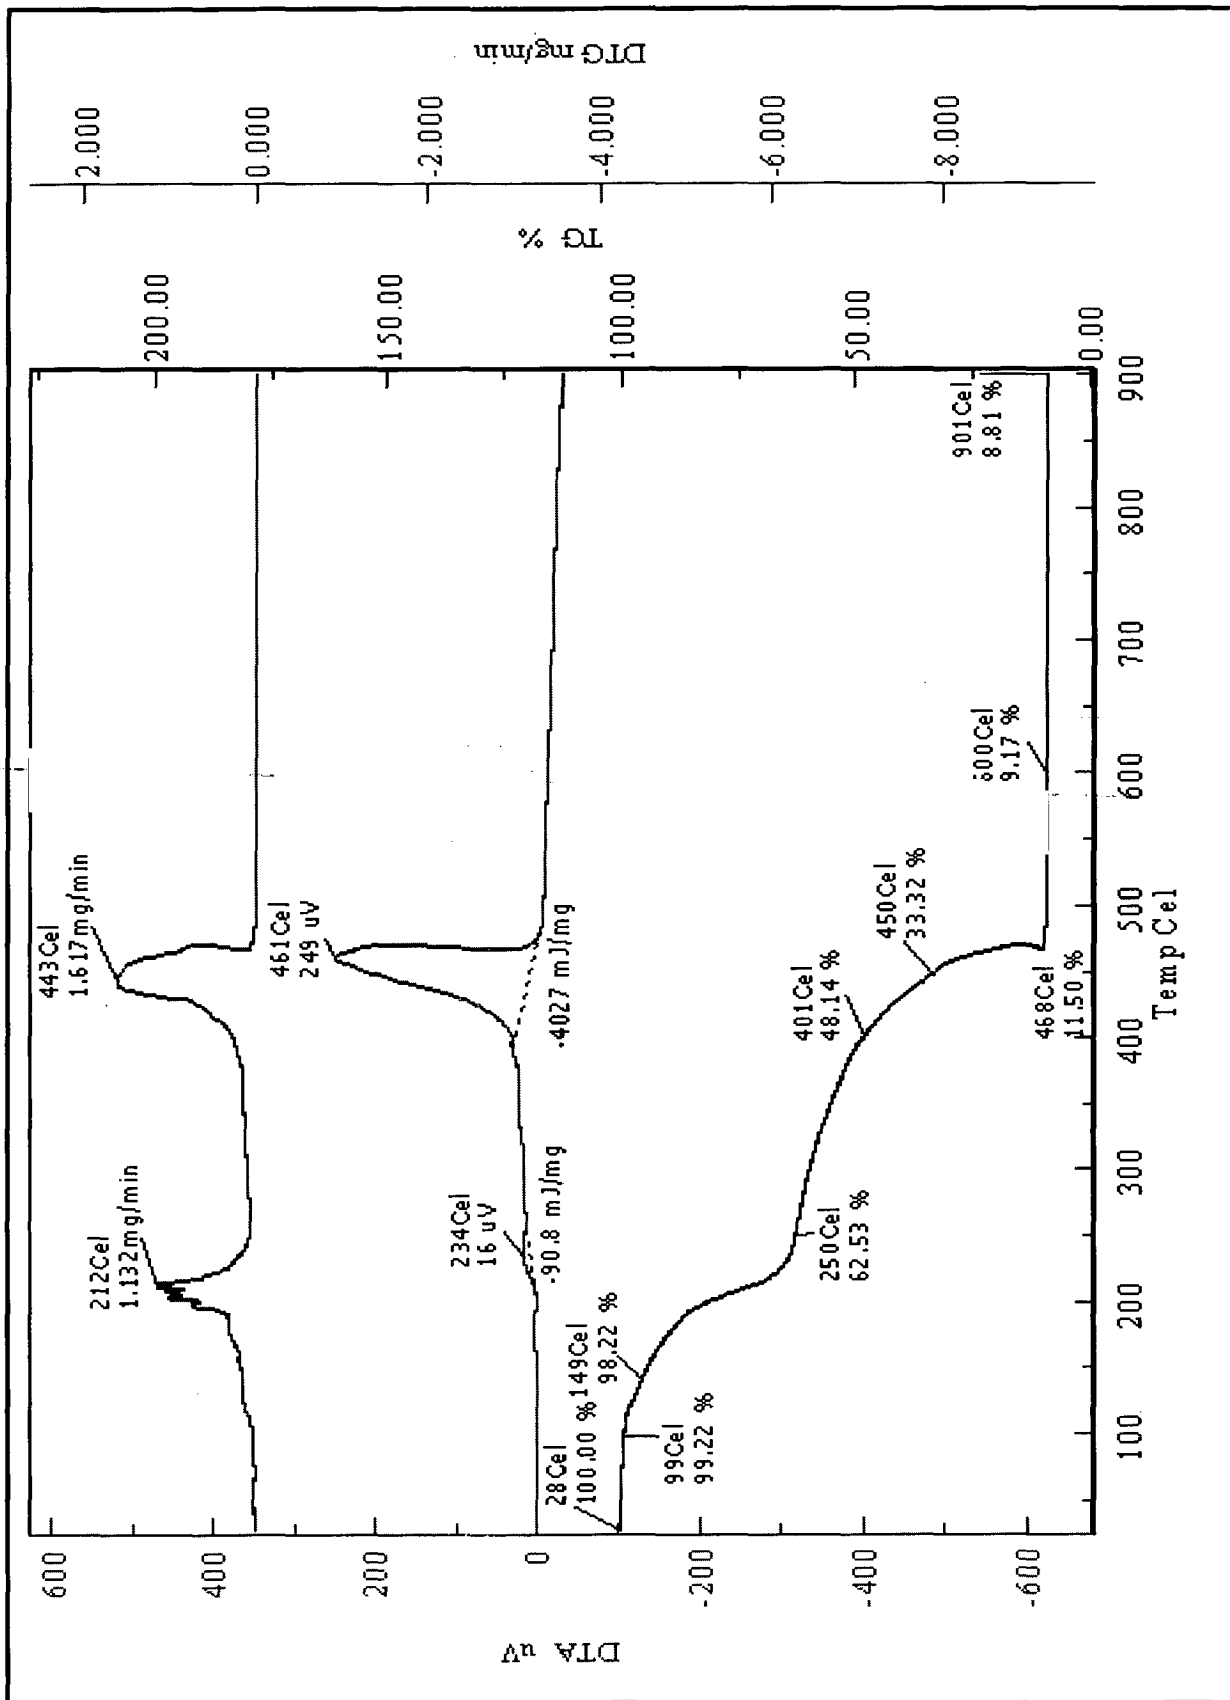 DTA uV
600
400
200
0
-200
-400
-600
DTG mg/min
2.000
0.000
-2.000
-4.000
-6.000
-8.000
TG %
200.00
150.00
100.00
50.00
0.00
212Cel
1.132mg/min
443Cel
1.617mg/min
234Cel
16 uV
-90.8 mJ/mg
461Cel
249 uV
-4027 mJ/mg
28Cel
100.00 %
99Cel
99.22 %
149Cel
98.22 %
250Cel
62.53 %
401Cel
48.14 %
450Cel
33.32 %
468Cel
11.50 %
600Cel
9.17 %
901Cel
8.81 %
100
200
300
400
500
600
700
800
900
TempCel